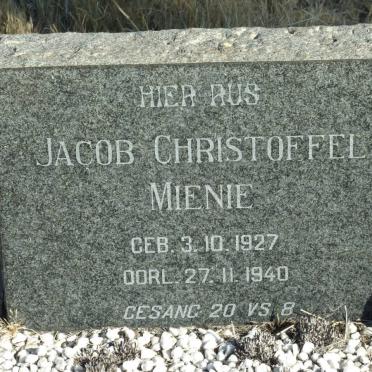 HIER RUS
JACOB CHRISTOFFEL
MIENIE
GEB. 3. 10. 1927
OORL. 27. 11. 1940
GESANG 20 VS 8